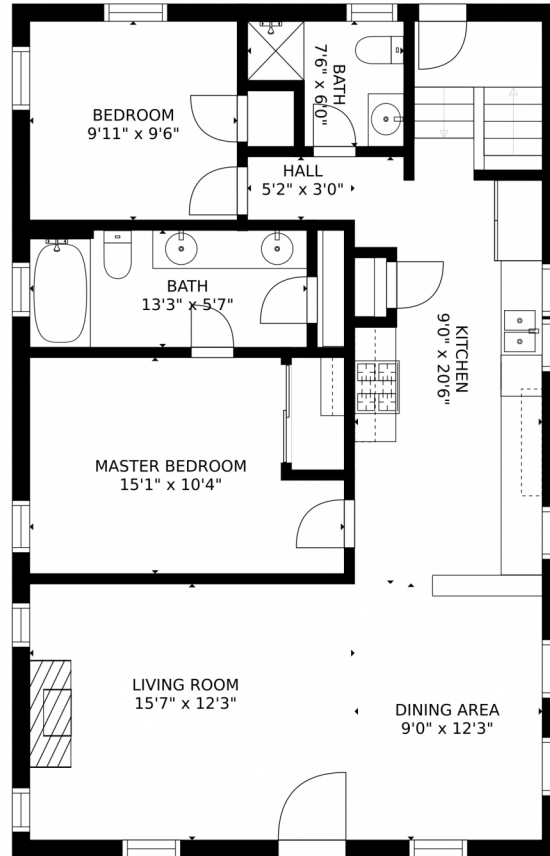 BEDROOM
9'11" x 9'6"
BATH
7'6" x 6'0"
HALL
5'2" x 3'0"
BATH
13'3" x 5'7"
KITCHEN
9'0" x 20'6"
MASTER BEDROOM
15'1" x 10'4"
LIVING ROOM
15'7" x 12'3"
DINING AREA
9'0" x 12'3"